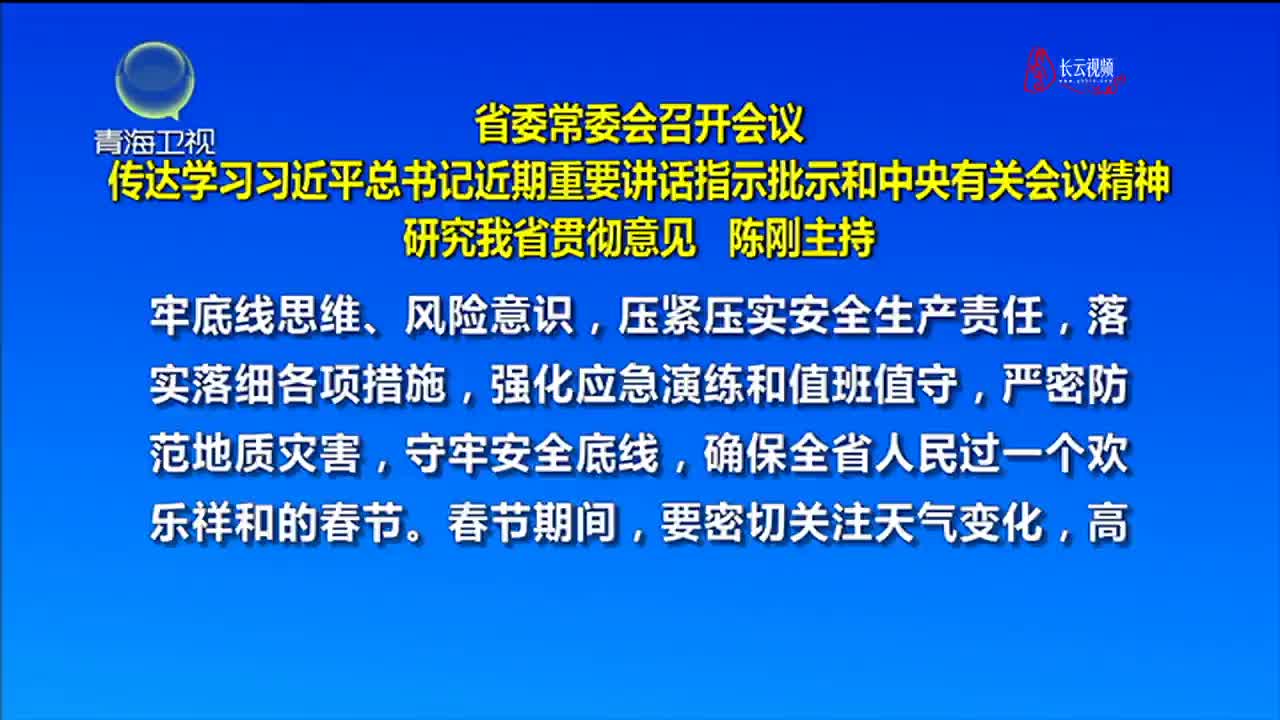 青海卫视
长云视频
省委常委会召开会议
传达学习习近平总书记近期重要讲话指示批示和中央有关会议精神
研究我省贯彻意见 陈刚主持
牢底线思维、风险意识，压紧压实安全生产责任，落
实落细各项措施，强化应急演练和值班值守，严密防
范地质灾害，守牢安全底线，确保全省人民过一个欢
乐祥和的春节。春节期间，要密切关注天气变化，高